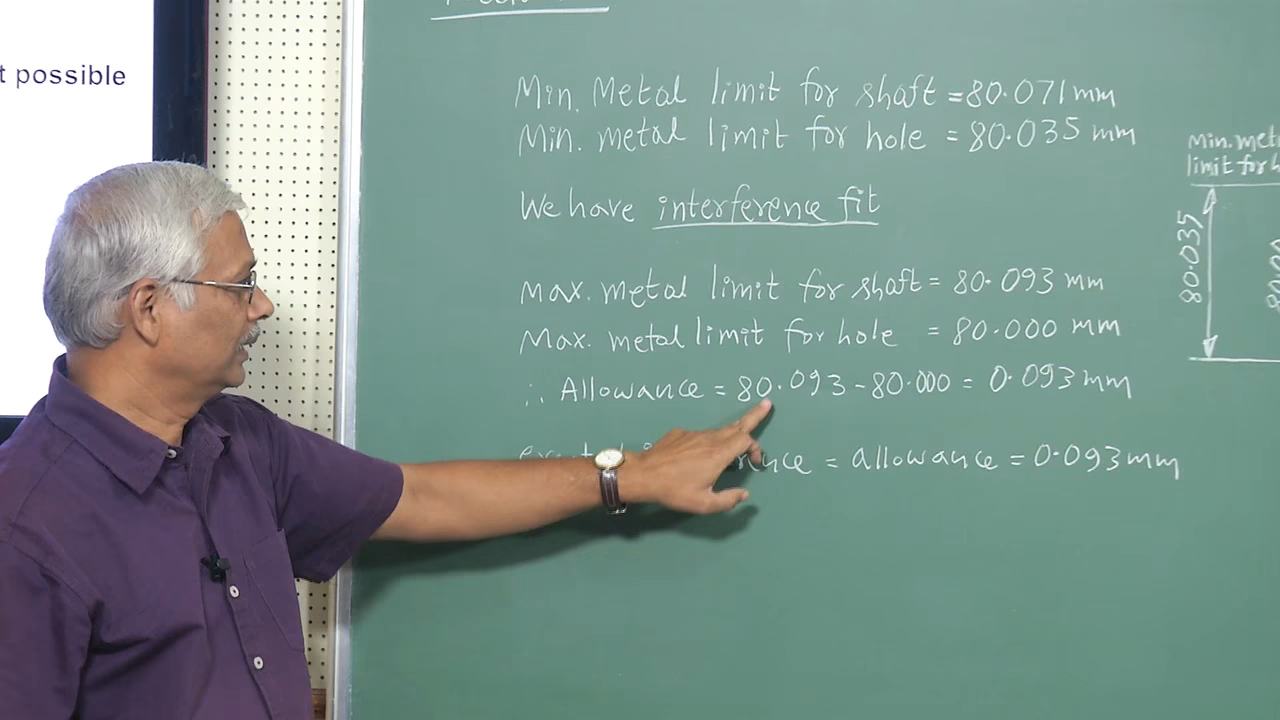 t possible
Min. Metal limit for shaft = 80.071 mm
Min. metal limit for hole = 80.035 mm
We have interference fit
Max. metal limit for shaft = 80.093 mm
Max. metal limit for hole = 80.000 mm
∴ Allowance = 80.093 - 80.000 = 0.093 mm
= allowance = 0.093 mm
Min. met
limit for h
80.035